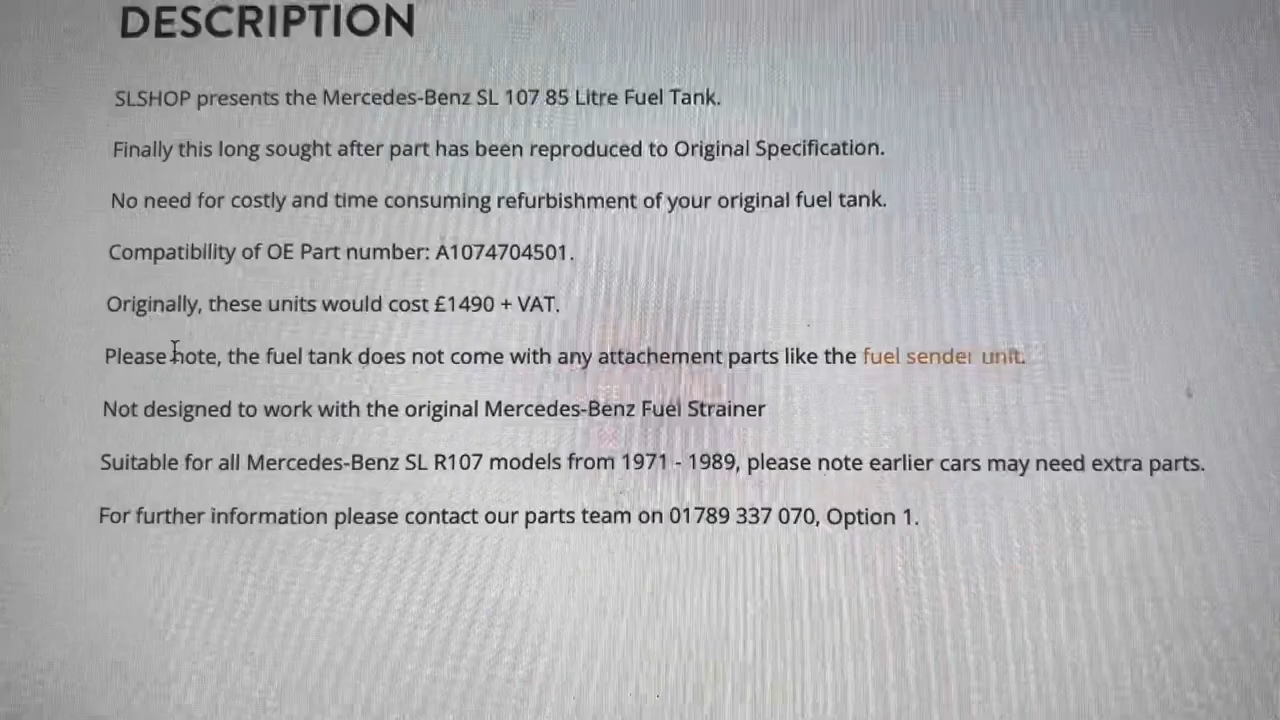 DESCRIPTION
SLSHOP presents the Mercedes-Benz SL 107 85 Litre Fuel Tank.
Finally this long sought after part has been reproduced to Original Specification.
No need for costly and time consuming refurbishment of your original fuel tank.
Compatibility of OE Part number: A1074704501.
Originally, these units would cost £1490 + VAT.
Please note, the fuel tank does not come with any attachement parts like the fuel sender unit.
Not designed to work with the original Mercedes-Benz Fuel Strainer
Suitable for all Mercedes-Benz SL R107 models from 1971 - 1989, please note earlier cars may need extra parts.
For further information please contact our parts team on 01789 337 070, Option 1.